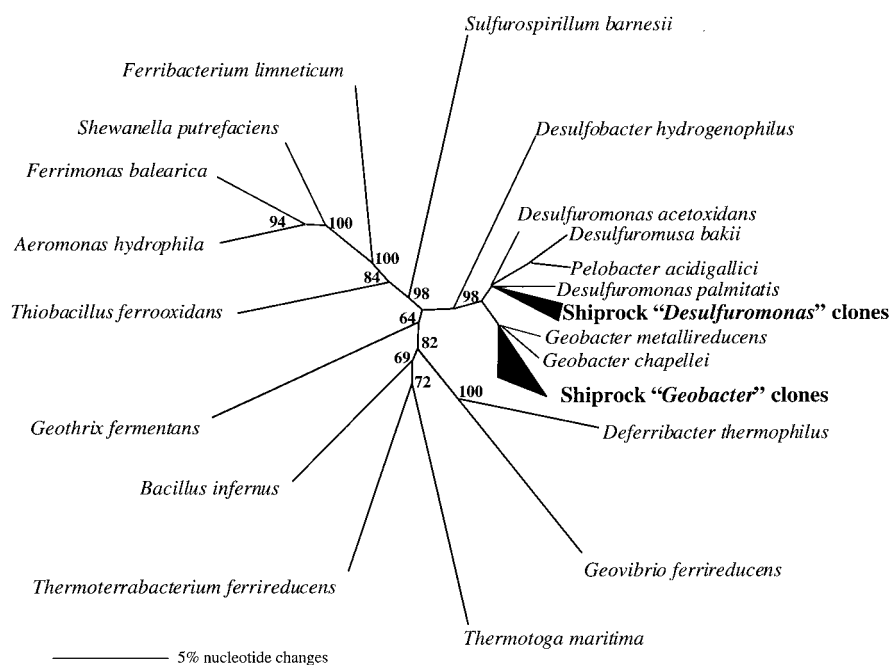 Sulfurospirillum barnesii
Ferribacterium limneticum
Shewanella putrefaciens
Desulfobacter hydrogenophilus
Ferrimonas balearica
Desulfuromonas acetoxidans
94
100
Desulfuromusa bakii
Aeromonas hydrophila
100
Pelobacter acidigallici
84
Desulfuromonas palmitatis
98
98
Thiobacillus ferrooxidans
Shiprock “Desulfuromonas” clones
64
Geobacter metallireducens
82
Geobacter chapellei
69
72
100
Shiprock “Geobacter” clones
Geothrix fermentans
Deferribacter thermophilus
Bacillus infernus
Geovibrio ferrireducens
Thermoterrabacterium ferrireducens
Thermotoga maritima
5% nucleotide changes